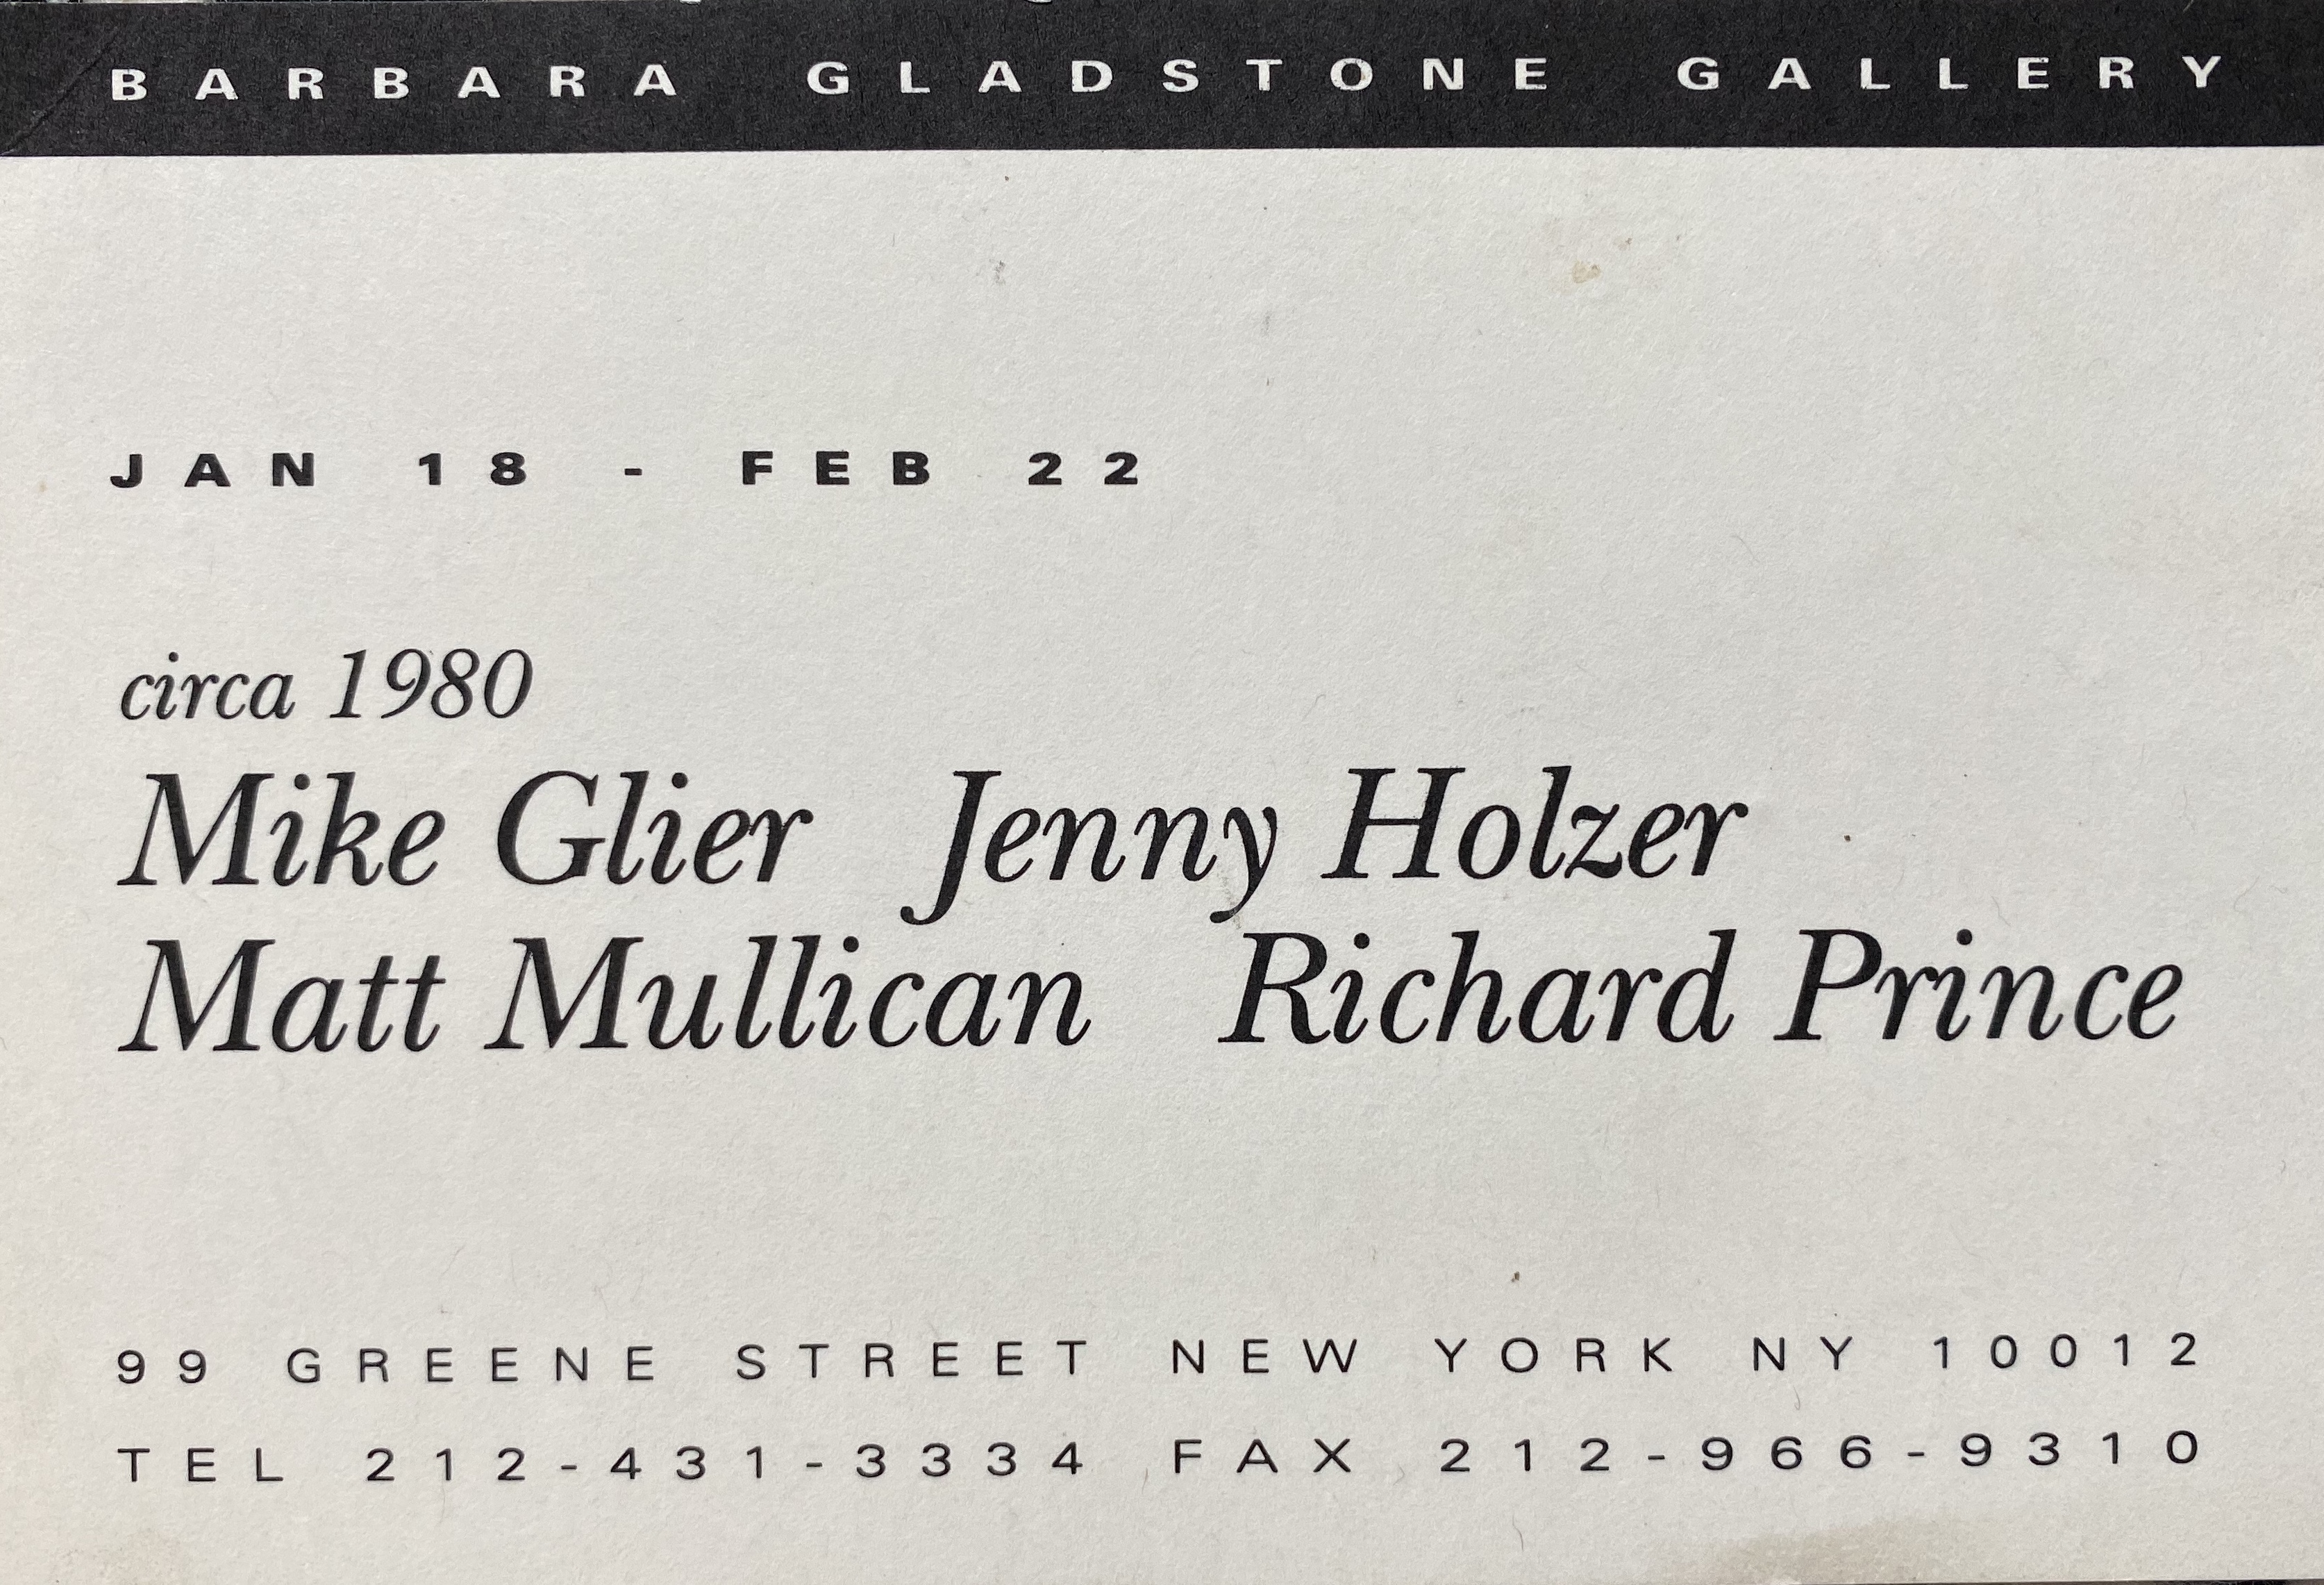 BARBARA GLADSTONE GALLERY
JAN 18 - FEB 22
circa 1980
Mike Glier Jenny Holzer
Matt Mullican Richard Prince
99 GREENE STREET NEW YORK NY 10012
TEL 212-431-3334 FAX 212-966-9310